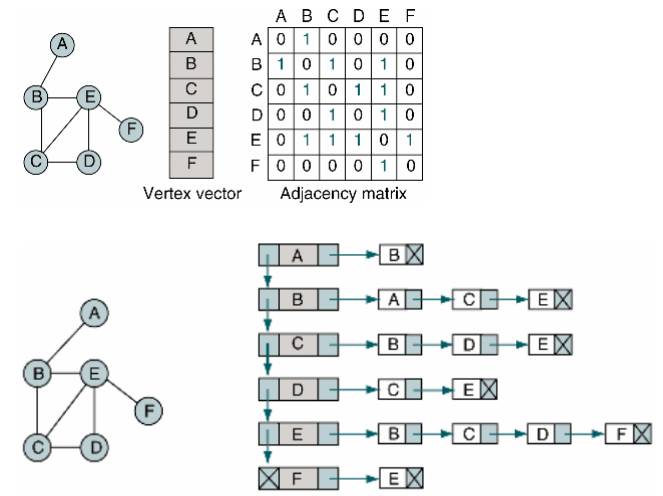 A
B
E
F
C
D
A
B
C
D
E
F
Vertex vector
A B C D E F
A 0 1 0 0 0 0
B 1 0 1 0 1 0
C 0 1 0 1 1 0
D 0 0 1 0 1 0
E 0 1 1 1 0 1
F 0 0 0 0 1 0
Adjacency matrix
A
B E
F
C D
A B
B A C E
C B D E
D C E
E B C D F
F E